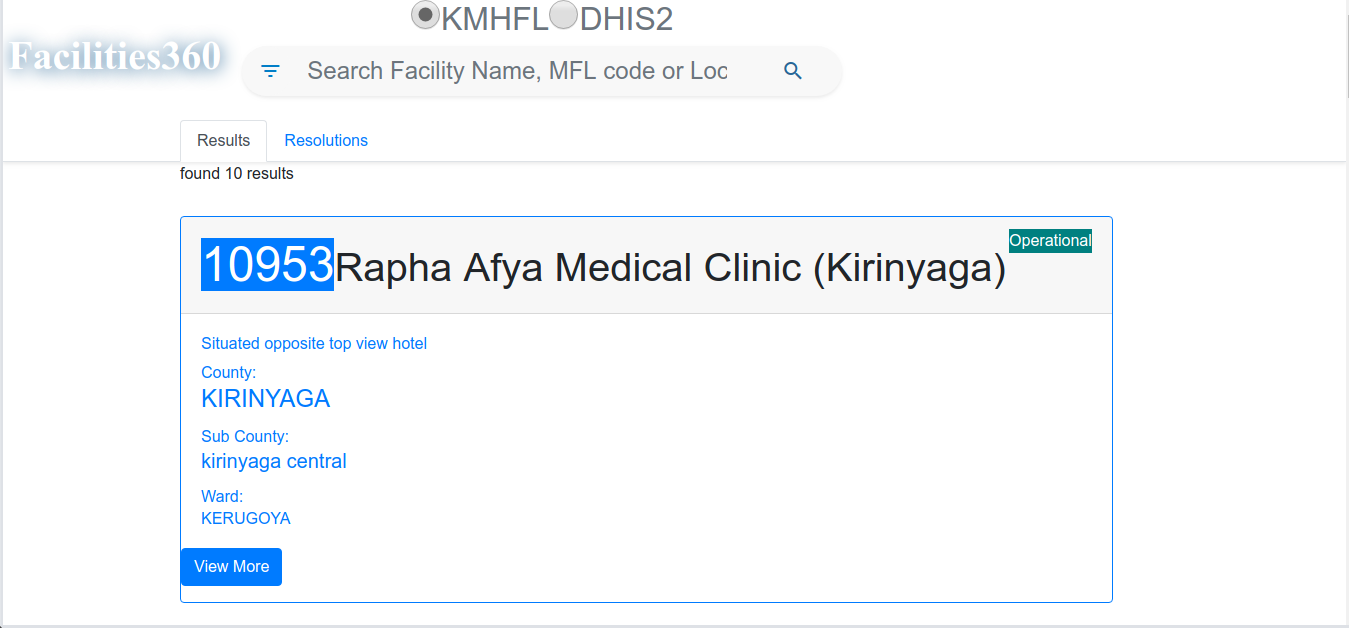 KMHFL DHIS2
Facilities360
Search Facility Name, MFL code or Loc
Results Resolutions
found 10 results
10953Rapha Afya Medical Clinic (Kirinyaga) Operational
Situated opposite top view hotel
County:
KIRINYAGA
Sub County:
kirinyaga central
Ward:
KERUGOYA
View More